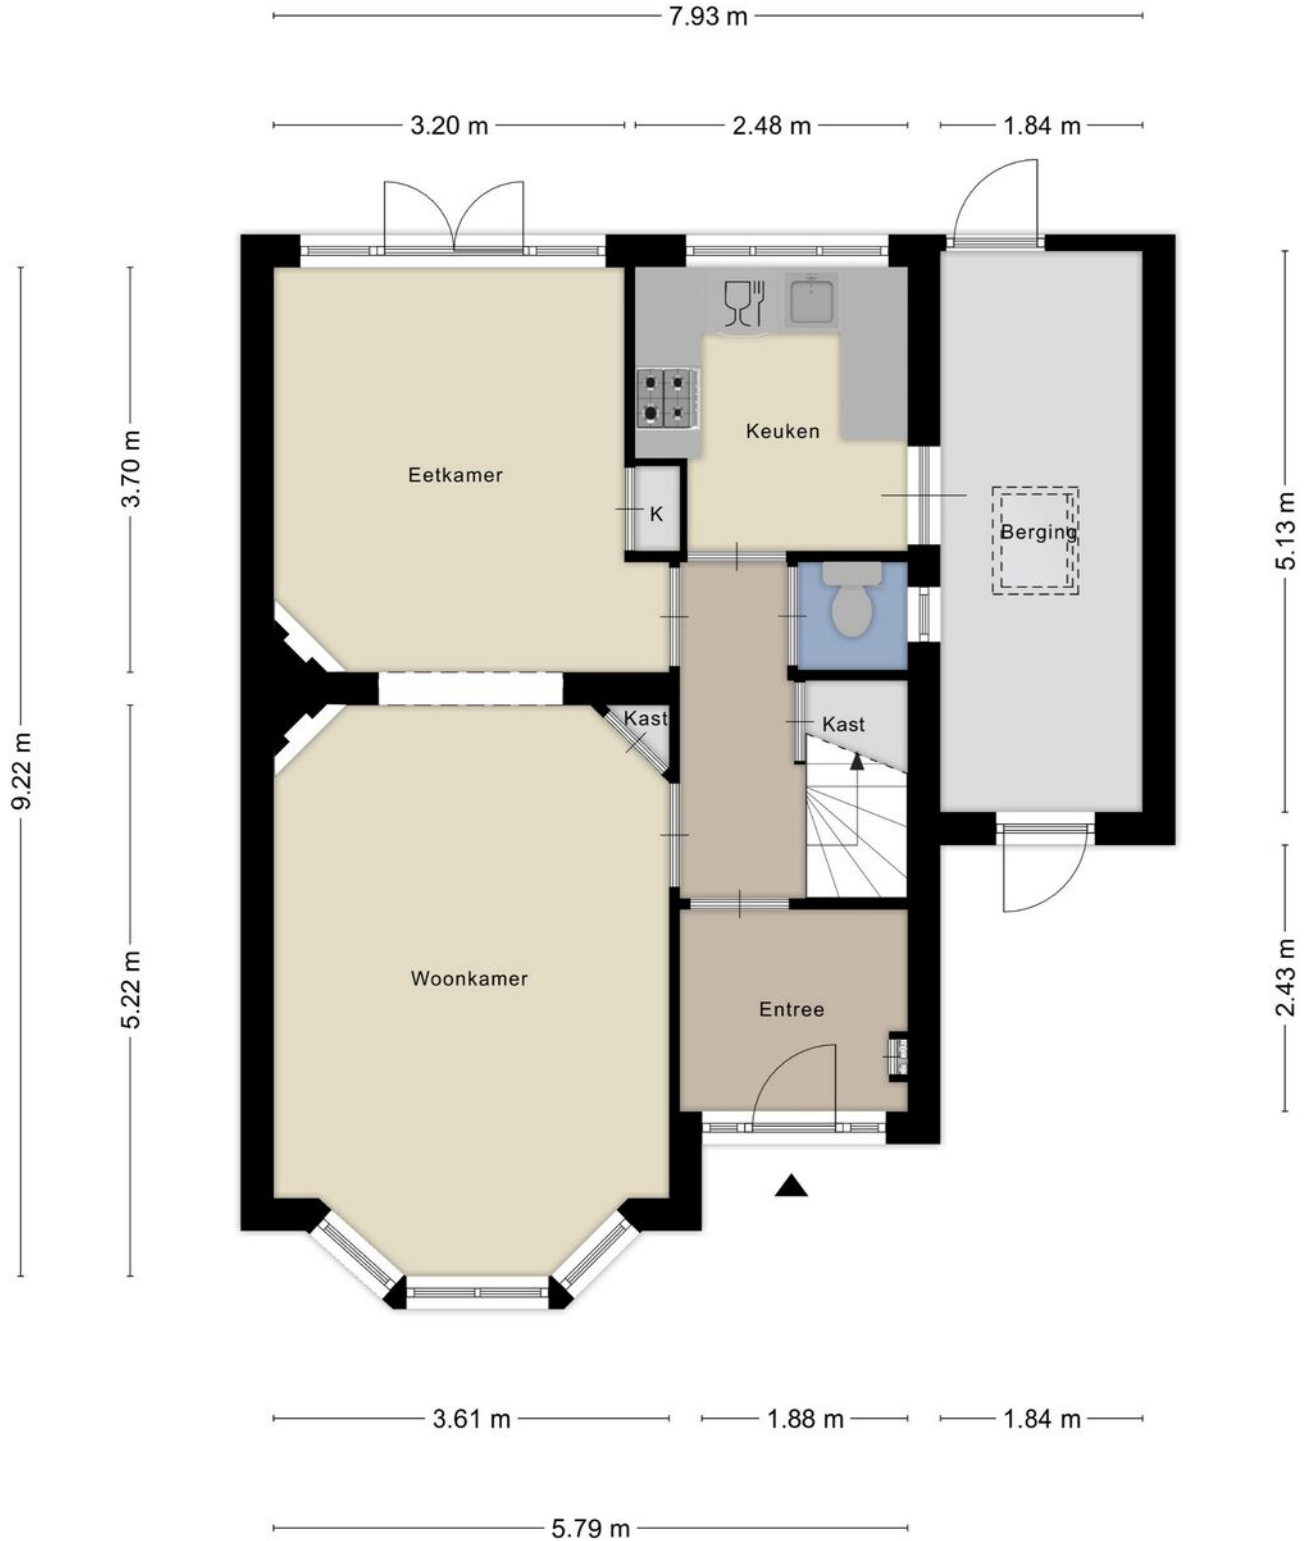 7.93 m
3.20 m
2.48 m
1.84 m
Keuken
Eetkamer
K
Berging
3.70 m
5.13 m
Kast
Kast
9.22 m
Woonkamer
5.22 m
Entree
2.43 m
3.61 m
1.88 m
1.84 m
5.79 m